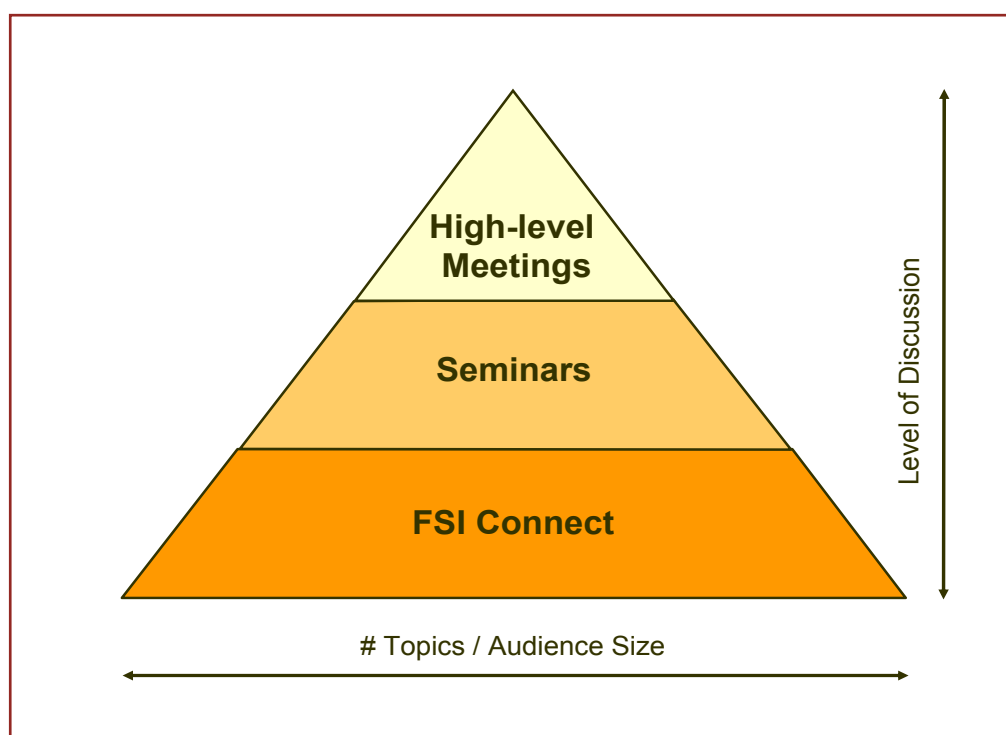 High-level
Meetings
Seminars
FSI Connect
Level of Discussion
# Topics / Audience Size